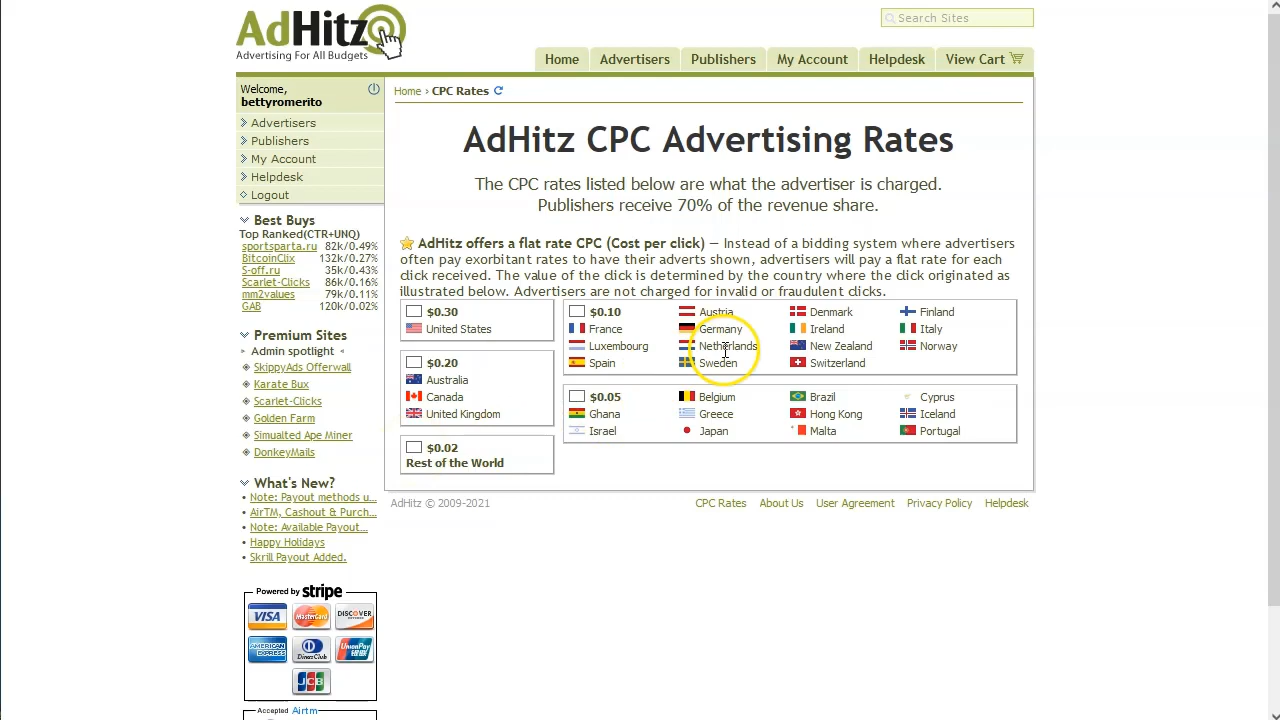 AdHitz
Advertising For All Budgets
Search Sites
Home
Advertisers
Publishers
My Account
Helpdesk
View Cart
Welcome,
bettyromerito
Advertisers
Publishers
My Account
Helpdesk
Logout
Best Buys
Top Ranked(CTR+UNQ)
sportsparta.ru 82k/0.49%
BitcoinClix 132k/0.27%
S-off.ru 35k/0.43%
Scarlet-Clicks 86k/0.16%
mm2values 79k/0.11%
GAB 120k/0.02%
Premium Sites
Admin spotlight
SkippyAds Offerwall
Karate Bux
Scarlet-Clicks
Golden Farm
Simualted Ape Miner
DonkeyMails
What's New?
Note: Payout methods u...
AirTM, Cashout & Purch...
Note: Available Payout...
Happy Holidays
Skrill Payout Added.
Powered by stripe
VISA MasterCard DISCOVER
AMERICAN EXPRESS Diners Club UnionPay
JCB
Accepted Airtm
Home › CPC Rates
AdHitz CPC Advertising Rates
The CPC rates listed below are what the advertiser is charged.
Publishers receive 70% of the revenue share.
AdHitz offers a flat rate CPC (Cost per click) — Instead of a bidding system where advertisers
often pay exorbitant rates to have their adverts shown, advertisers will pay a flat rate for each
click received. The value of the click is determined by the country where the click originated as
illustrated below. Advertisers are not charged for invalid or fraudulent clicks.
$0.30
United States
$0.20
Australia
Canada
United Kingdom
$0.02
Rest of the World
$0.10 Austria Denmark Finland
France Germany Ireland Italy
Luxembourg Netherlands New Zealand Norway
Spain Sweden Switzerland
$0.05 Belgium Brazil Cyprus
Ghana Greece Hong Kong Iceland
Israel Japan Malta Portugal
AdHitz © 2009-2021
CPC Rates About Us User Agreement Privacy Policy Helpdesk